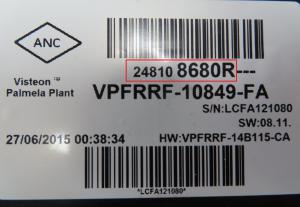 ANC
24810 8680R---
Visteon ™
Palmela Plant
VPFRRF-10849-FA
S/N:LCFA121080
SW:08.11.
27/06/2015 00:38:34
HW:VPFRRF-14B115-CA
*LCFA121080*